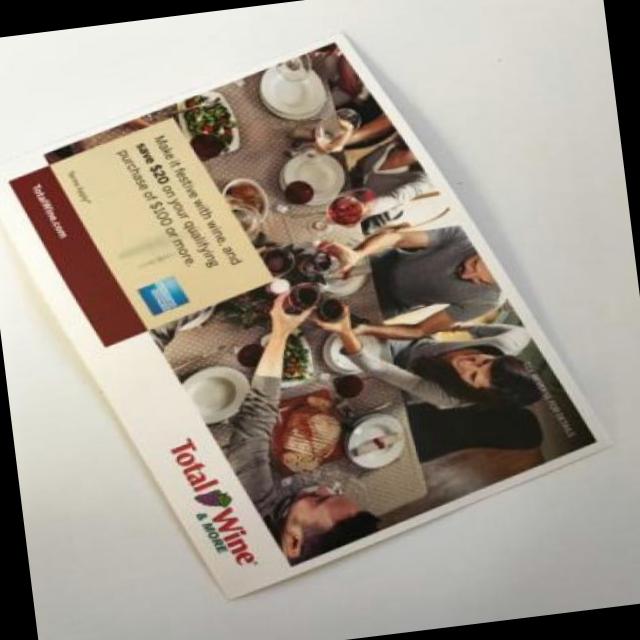 Make it festive with wine, and
save $20 on your qualifying
purchase of $100 or more.
TotalWine.com
Total Wine
& MORE